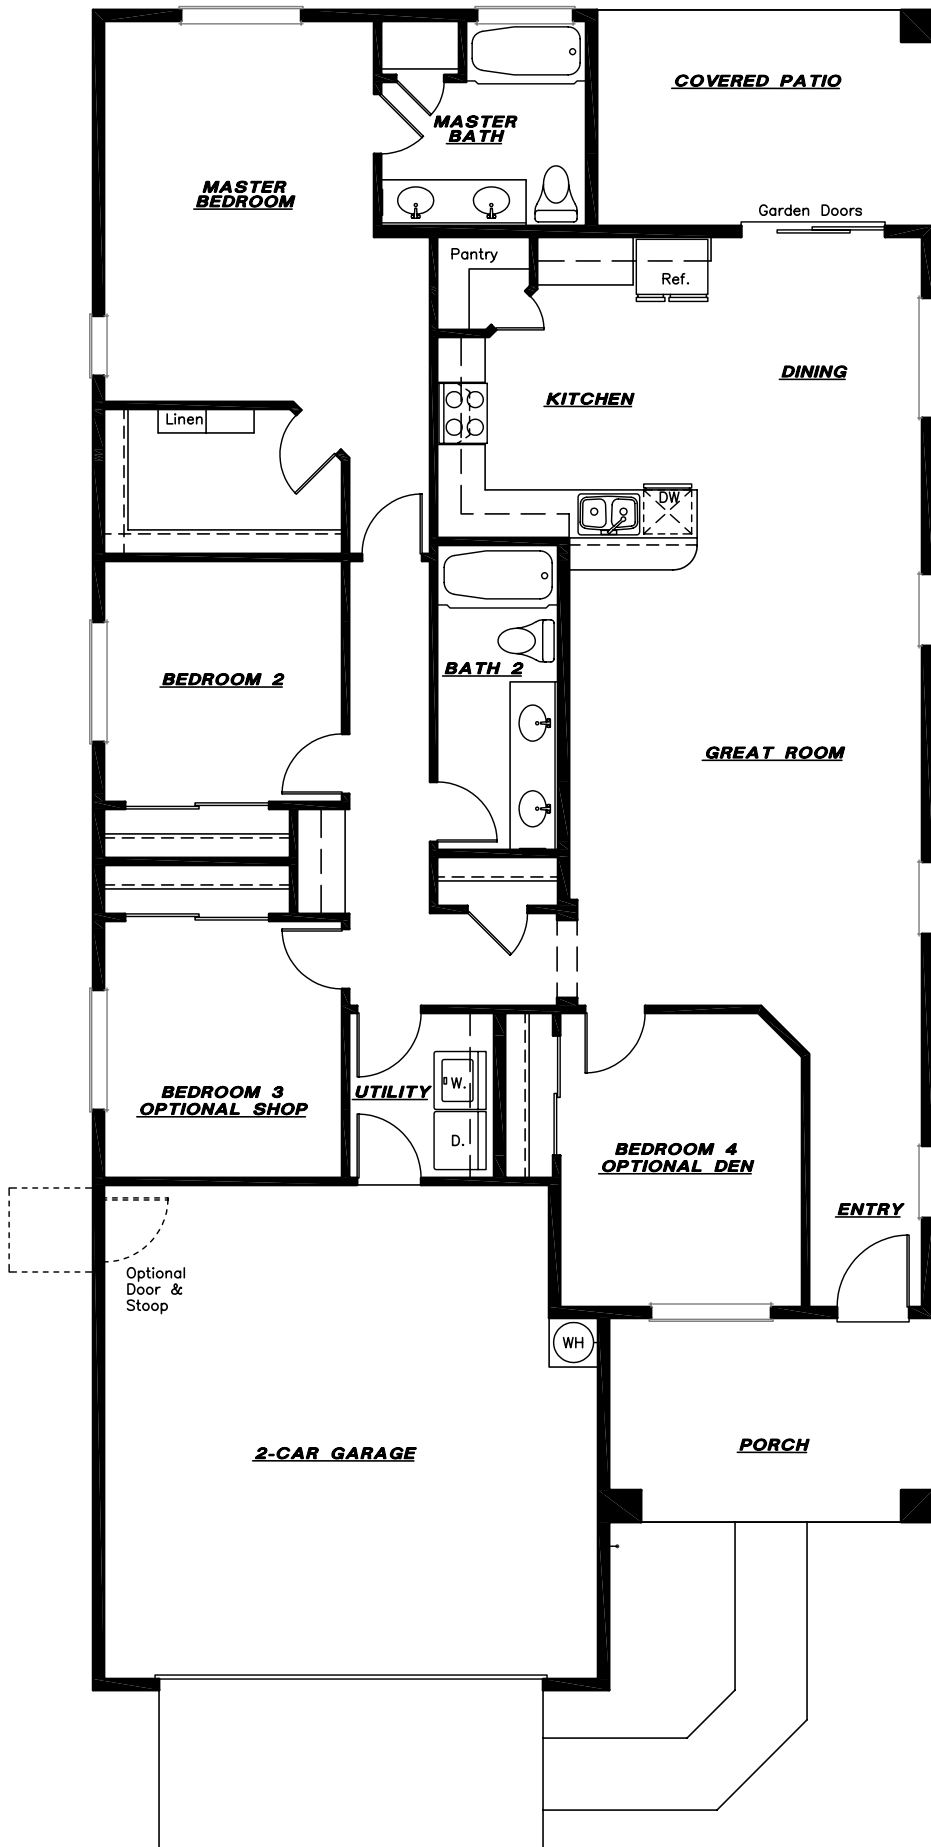 COVERED PATIO
MASTER
BATH
MASTER
BEDROOM
Garden Doors
Pantry
Ref.
DINING
KITCHEN
Linen
DW
BEDROOM 2
BATH 2
GREAT ROOM
W.
UTILITY
BEDROOM 3
OPTIONAL SHOP
D.
BEDROOM 4
OPTIONAL DEN
ENTRY
Optional
Door &
Stoop
WH
PORCH
2-CAR GARAGE